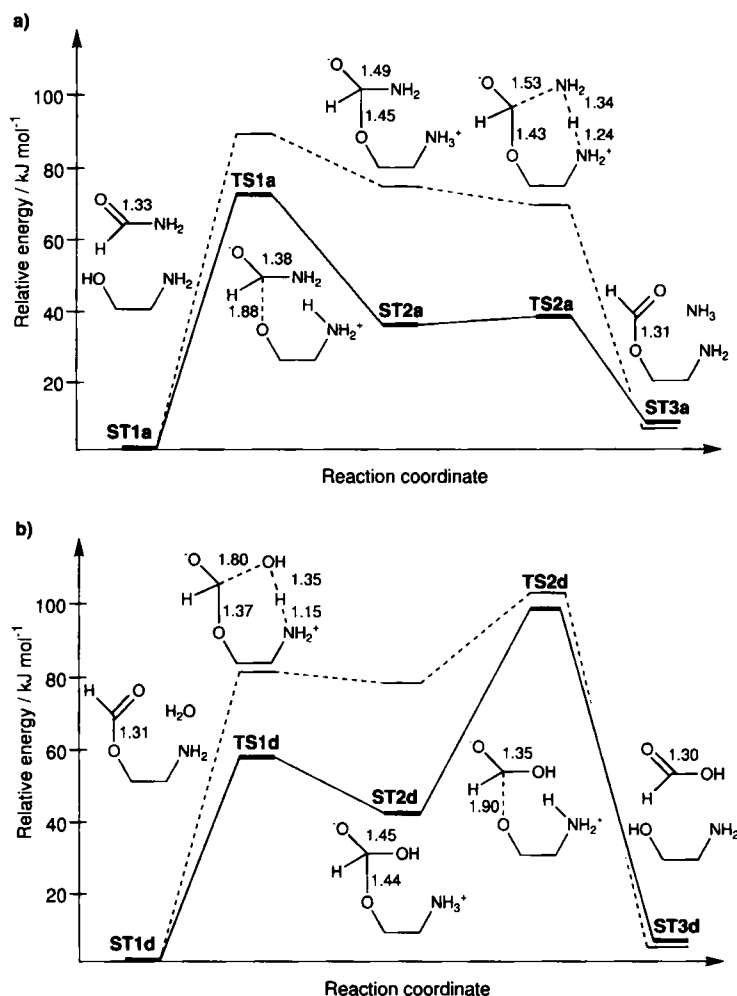 a)
Relative energy / kJ mol⁻¹
100
80
60
40
20
O
1.33
NH₂
H
HO
NH₂
ST1a
TS1a
⁻O
1.38
NH₂
H
1.88
H
O
NH₂⁺
⁻O
1.49
NH₂
H
1.45
O
NH₃⁺
ST2a
⁻O
1.53
NH₂
1.34
H
H
1.43
1.24
O
NH₂⁺
TS2a
H
O
NH₃
1.31
O
NH₂
ST3a
Reaction coordinate
b)
Relative energy / kJ mol⁻¹
100
80
60
40
20
H
O
H₂O
1.31
O
NH₂
ST1d
⁻O
1.80
OH
1.35
H
H
1.37
1.15
O
NH₂⁺
TS1d
ST2d
⁻O
1.45
OH
H
1.44
O
NH₃⁺
TS2d
O
1.35
OH
H
1.90
H
O
NH₂⁺
O
1.30
OH
H
HO
NH₂
ST3d
Reaction coordinate